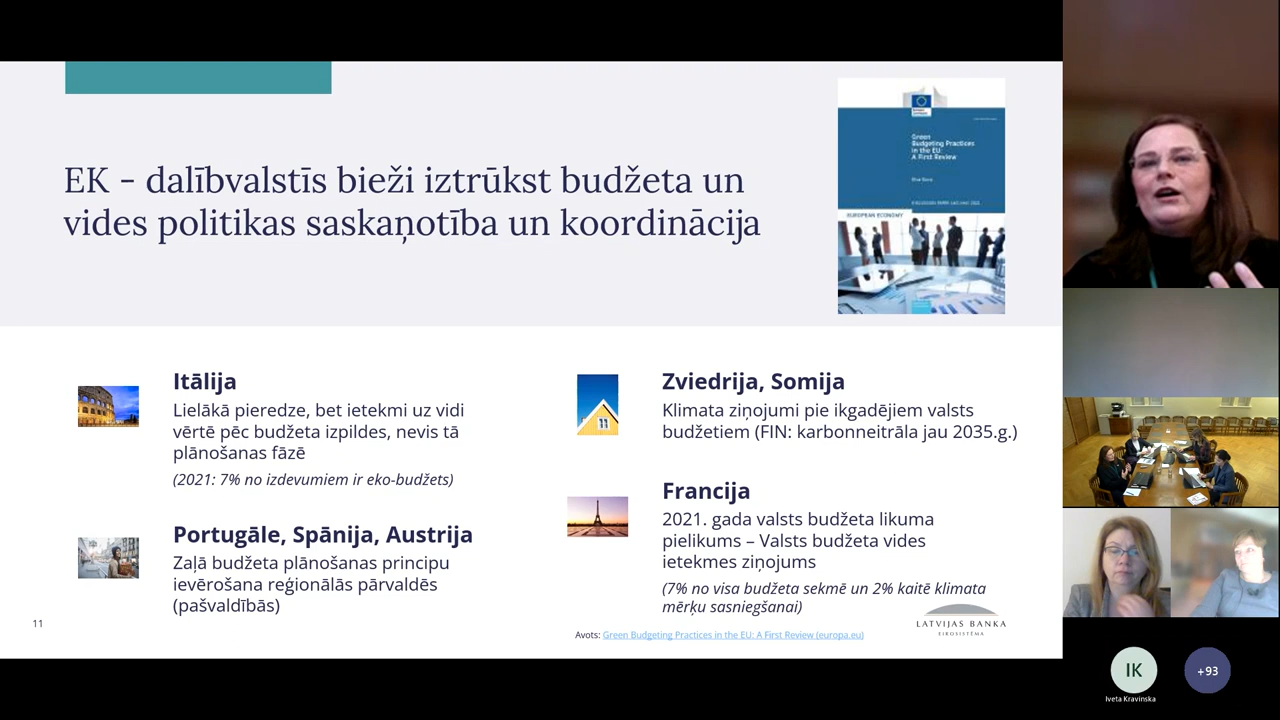 EK - dalībvalstīs bieži iztrūkst budžeta un
vides politikas saskaņotība un koordinācija
Green
Budgeting Practices
in the EU:
A First Review
EUROPEAN ECONOMY
Itālija
Lielākā pieredze, bet ietekmi uz vidi
vērtē pēc budžeta izpildes, nevis tā
plānošanas fāzē
(2021: 7% no izdevumiem ir eko-budžets)
Portugāle, Spānija, Austrija
Zaļā budžeta plānošanas principu
ievērošana reģionālās pārvaldēs
(pašvaldībās)
Zviedrija, Somija
Klimata ziņojumi pie ikgadējiem valsts
budžetiem (FIN: karbonneitrāla jau 2035.g.)
Francija
2021. gada valsts budžeta likuma
pielikums – Valsts budžeta vides
ietekmes ziņojums
(7% no visa budžeta sekmē un 2% kaitē klimata
mērķu sasniegšanai)
11
Avots: Green Budgeting Practices in the EU: A First Review (europa.eu)
LATVIJAS BANKA
EIROSISTĒMA
IK
+93
Iveta Kravinska